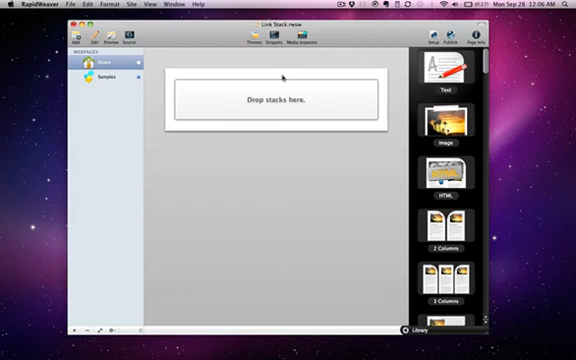 RapidWeaver File Edit Format Site View Window Help
Mon Sep 28 12:06 AM
Link Stack.rwsw
Add Edit Preview Source
Themes Snippets Media Inspector
Setup Publish Page Info
WEBPAGES
Home
Samples
Drop stacks here.
Text
Image
HTML
2 Columns
3 Columns
Library